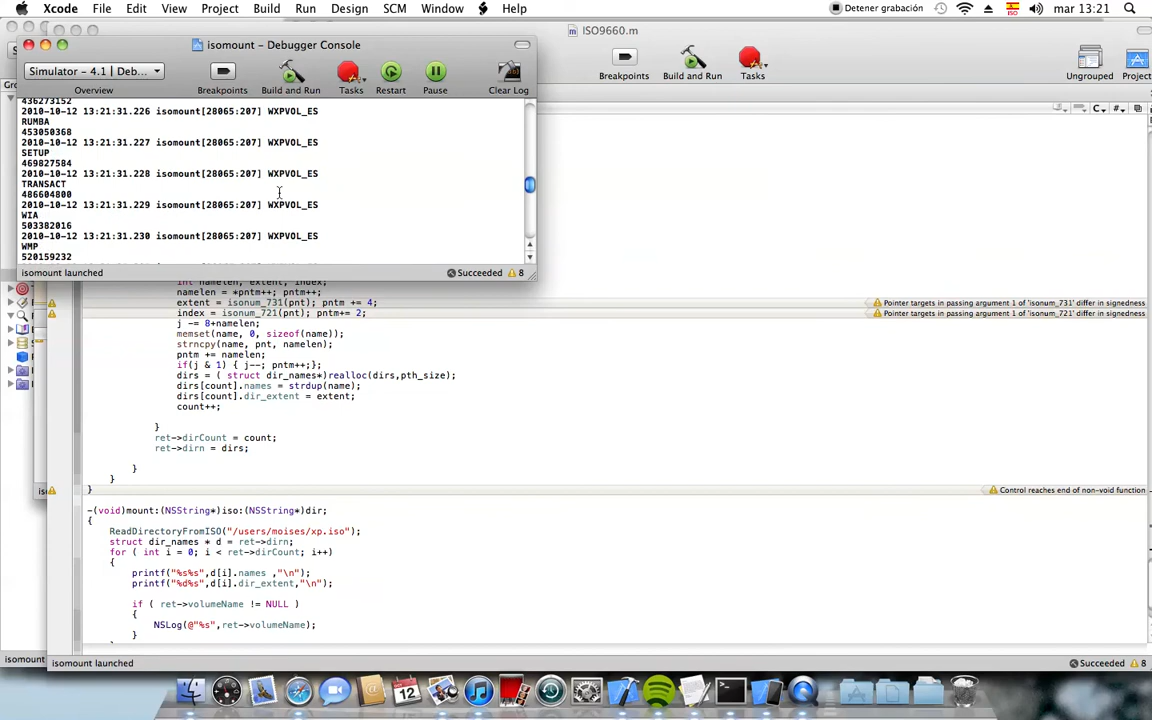 Xcode File Edit View Project Build Run Design SCM Window Help Detener grabación mar 13:21
isomount – Debugger Console
ISO9660.m
Simulator - 4.1 | Deb...
Overview Breakpoints Build and Run Tasks Restart Pause Clear Log
Breakpoints Build and Run Tasks Ungrouped Project
436273152
2010-10-12 13:21:31.226 isomount[28065:207] WXPVOL_ES
RUMBA
453050368
2010-10-12 13:21:31.227 isomount[28065:207] WXPVOL_ES
SETUP
469827584
2010-10-12 13:21:31.228 isomount[28065:207] WXPVOL_ES
TRANSACT
486604800
2010-10-12 13:21:31.229 isomount[28065:207] WXPVOL_ES
WIA
503382016
2010-10-12 13:21:31.230 isomount[28065:207] WXPVOL_ES
WMP
520159232
isomount launched Succeeded 8
int namelen, extent, index;
namelen = *pntm++; pntm++;
extent = isonum_731(pnt); pntm += 4; Pointer targets in passing argument 1 of 'isonum_731' differ in signedness
index = isonum_721(pnt); pntm+= 2; Pointer targets in passing argument 1 of 'isonum_721' differ in signedness
j -= 8+namelen;
memset(name, 0, sizeof(name));
strncpy(name, pnt, namelen);
pntm += namelen;
if(j & 1) { j--; pntm++;};
dirs = ( struct dir_names*)realloc(dirs,pth_size);
dirs[count].names = strdup(name);
dirs[count].dir_extent = extent;
count++;
}
ret->dirCount = count;
ret->dirn = dirs;
}
}
} Control reaches end of non-void function
-(void)mount:(NSString*)iso:(NSString*)dir;
{
ReadDirectoryFromISO("/users/moises/xp.iso");
struct dir_names * d = ret->dirn;
for ( int i = 0; i < ret->dirCount; i++)
{
printf("%s%s",d[i].names ,"\n");
printf("%d%s",d[i].dir_extent,"\n");
if ( ret->volumeName != NULL )
{
NSLog(@"%s",ret->volumeName);
}
isomount launched Succeeded 8